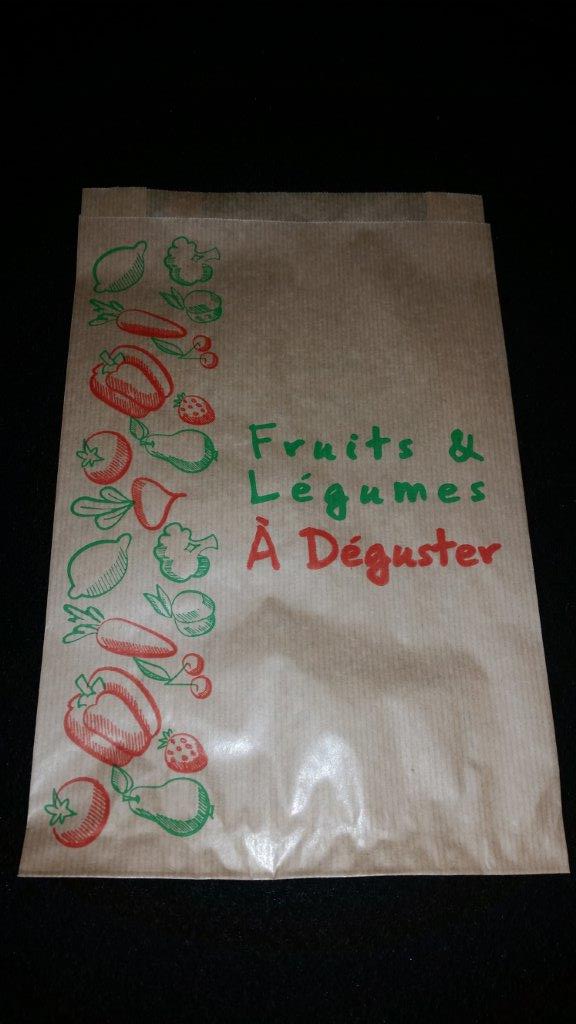 Fruits &
Légumes
À Déguster